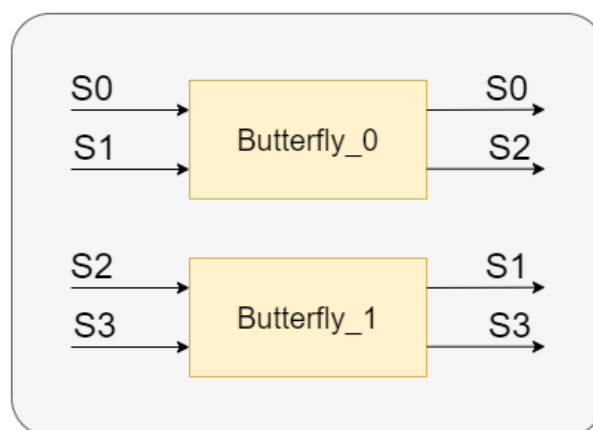 S0 S0
Butterfly_0
S1 S2
S2 S1
Butterfly_1
S3 S3